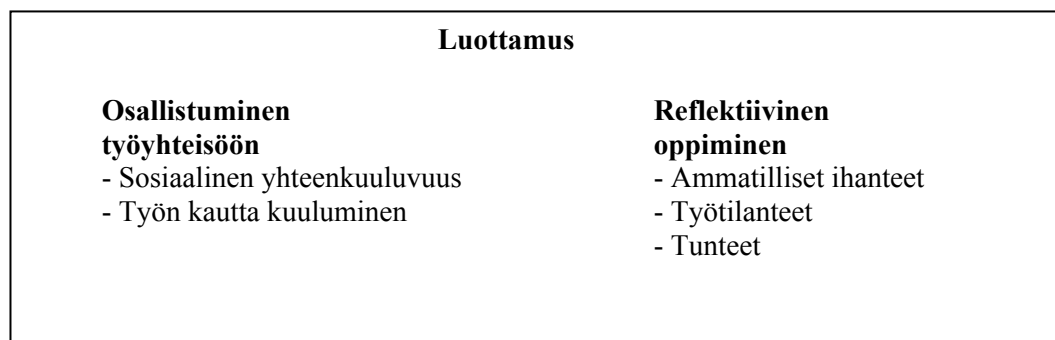 Luottamus
Osallistuminen
työyhteisöön
- Sosiaalinen yhteenkuuluvuus
- Työn kautta kuuluminen
Reflektiivinen
oppiminen
- Ammatilliset ihanteet
- Työtilanteet
- Tunteet